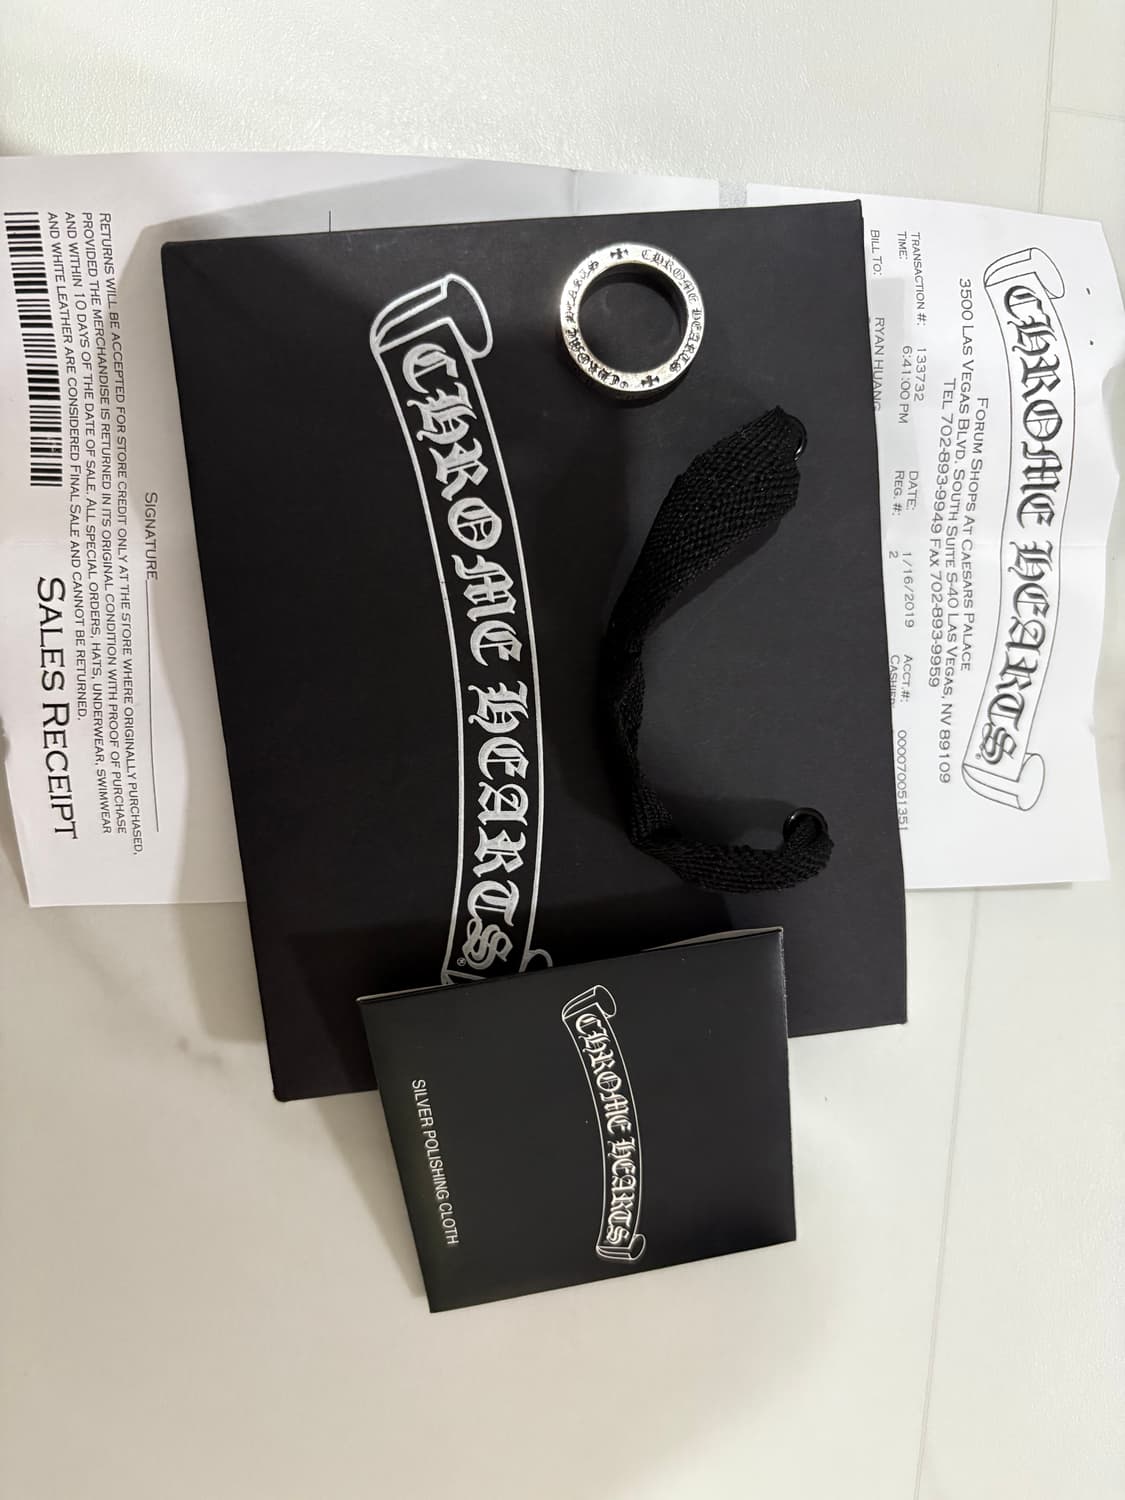 CHROME HEARTS
FORUM SHOPS AT CAESARS PALACE
3500 LAS VEGAS BLVD. SOUTH SUITE S-40 LAS VEGAS, NV 89109
TEL 702-893-9949 FAX 702-893-9959
TRANSACTION #: 133732 DATE: 1/16/2019 ACCT.#: 000070051351
TIME: 6:41:00 PM REG. #: 2 CASHIER:
BILL TO: RYAN HUANG
CHROME HEARTS
CHROME HEARTS®
SIGNATURE
RETURNS WILL BE ACCEPTED FOR STORE CREDIT ONLY AT THE STORE WHERE ORIGINALLY PURCHASED,
PROVIDED THE MERCHANDISE IS RETURNED IN ITS ORIGINAL CONDITION WITH PROOF OF PURCHASE
AND WITHIN 10 DAYS OF THE DATE OF SALE. ALL SPECIAL ORDERS, HATS, UNDERWEAR, SWIMWEAR
AND WHITE LEATHER ARE CONSIDERED FINAL SALE AND CANNOT BE RETURNED.
SALES RECEIPT
CHROME HEARTS
SILVER POLISHING CLOTH